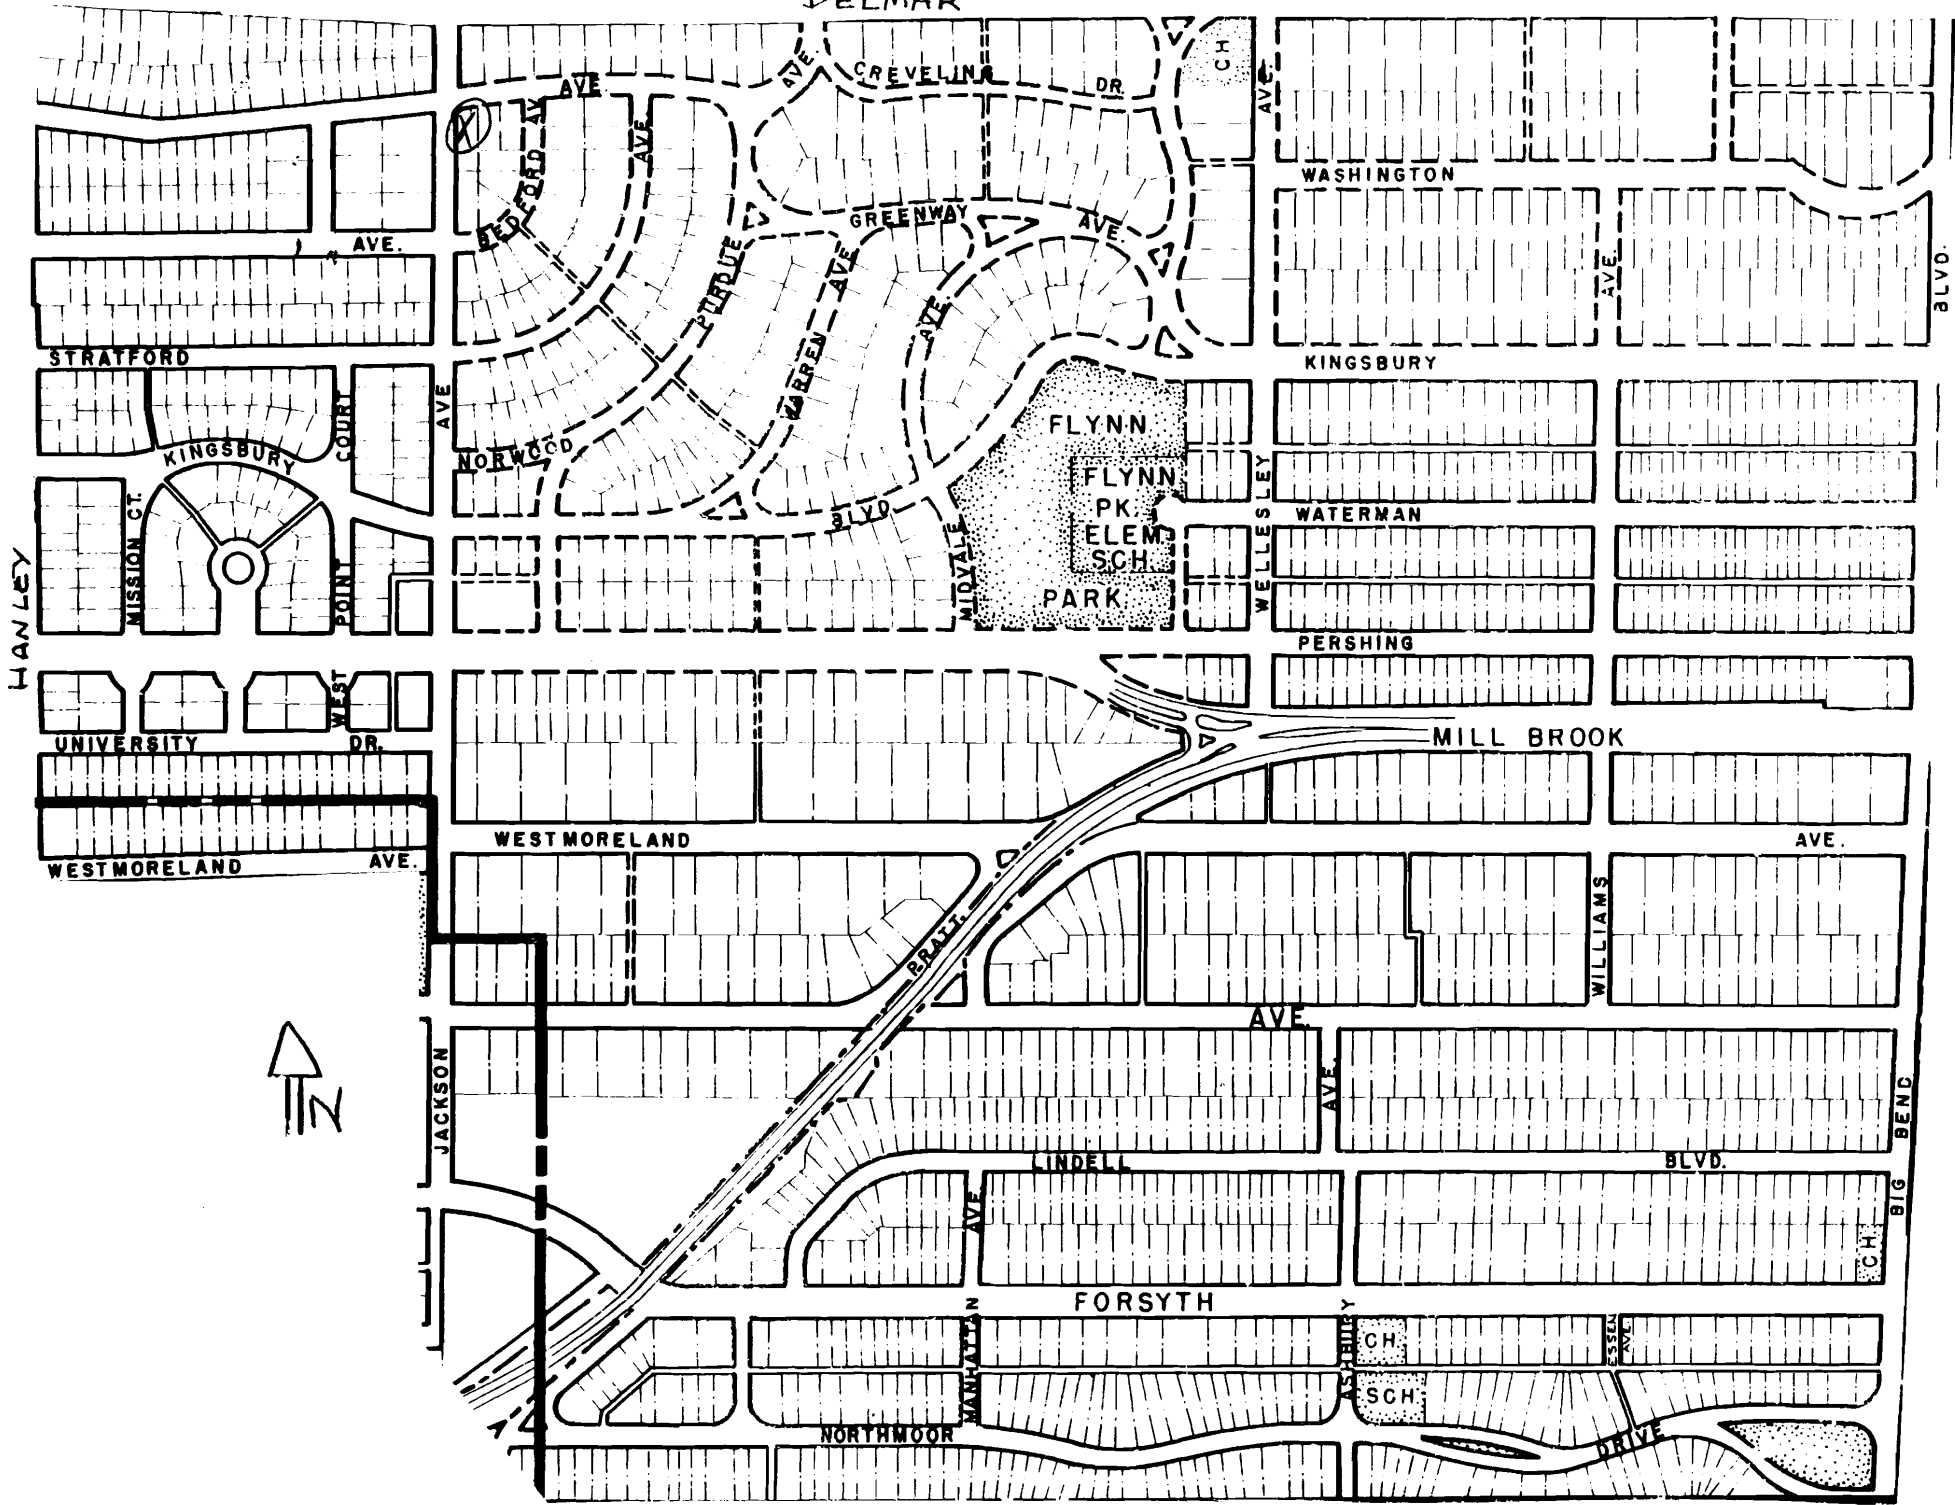 DELMAR
CH
AVE.
CREVELING
DR.
AVE
AVE.
BEDFORD AV
AVE.
WASHINGTON
GREENWAY
AVE.
AVE.
PURDUE
AVE
WARREN
AVE.
AVE.
BLVD.
STRATFORD
KINGSBURY
COURT
AVE
NORWOOD
KINGSBURY
FLYNN
FLYNN
PK.
ELEM
SCH.
PARK
WELLESLEY
WATERMAN
BLVD
MIDVALE
HANLEY
MISSION CT.
POINT
WEST
PERSHING
UNIVERSITY
DR.
MILL BROOK
WESTMORELAND
AVE.
WESTMORELAND
AVE.
WILLIAMS
PRATT.
AVE.
N
JACKSON
AVE.
BEND
LINDELL
BLVD.
BIG
AVE
CH.
FORSYTH
MANHATTAN
ASHBURY
CH.
ESSEN
AVE.
SCH.
NORTHMOOR
DRIVE